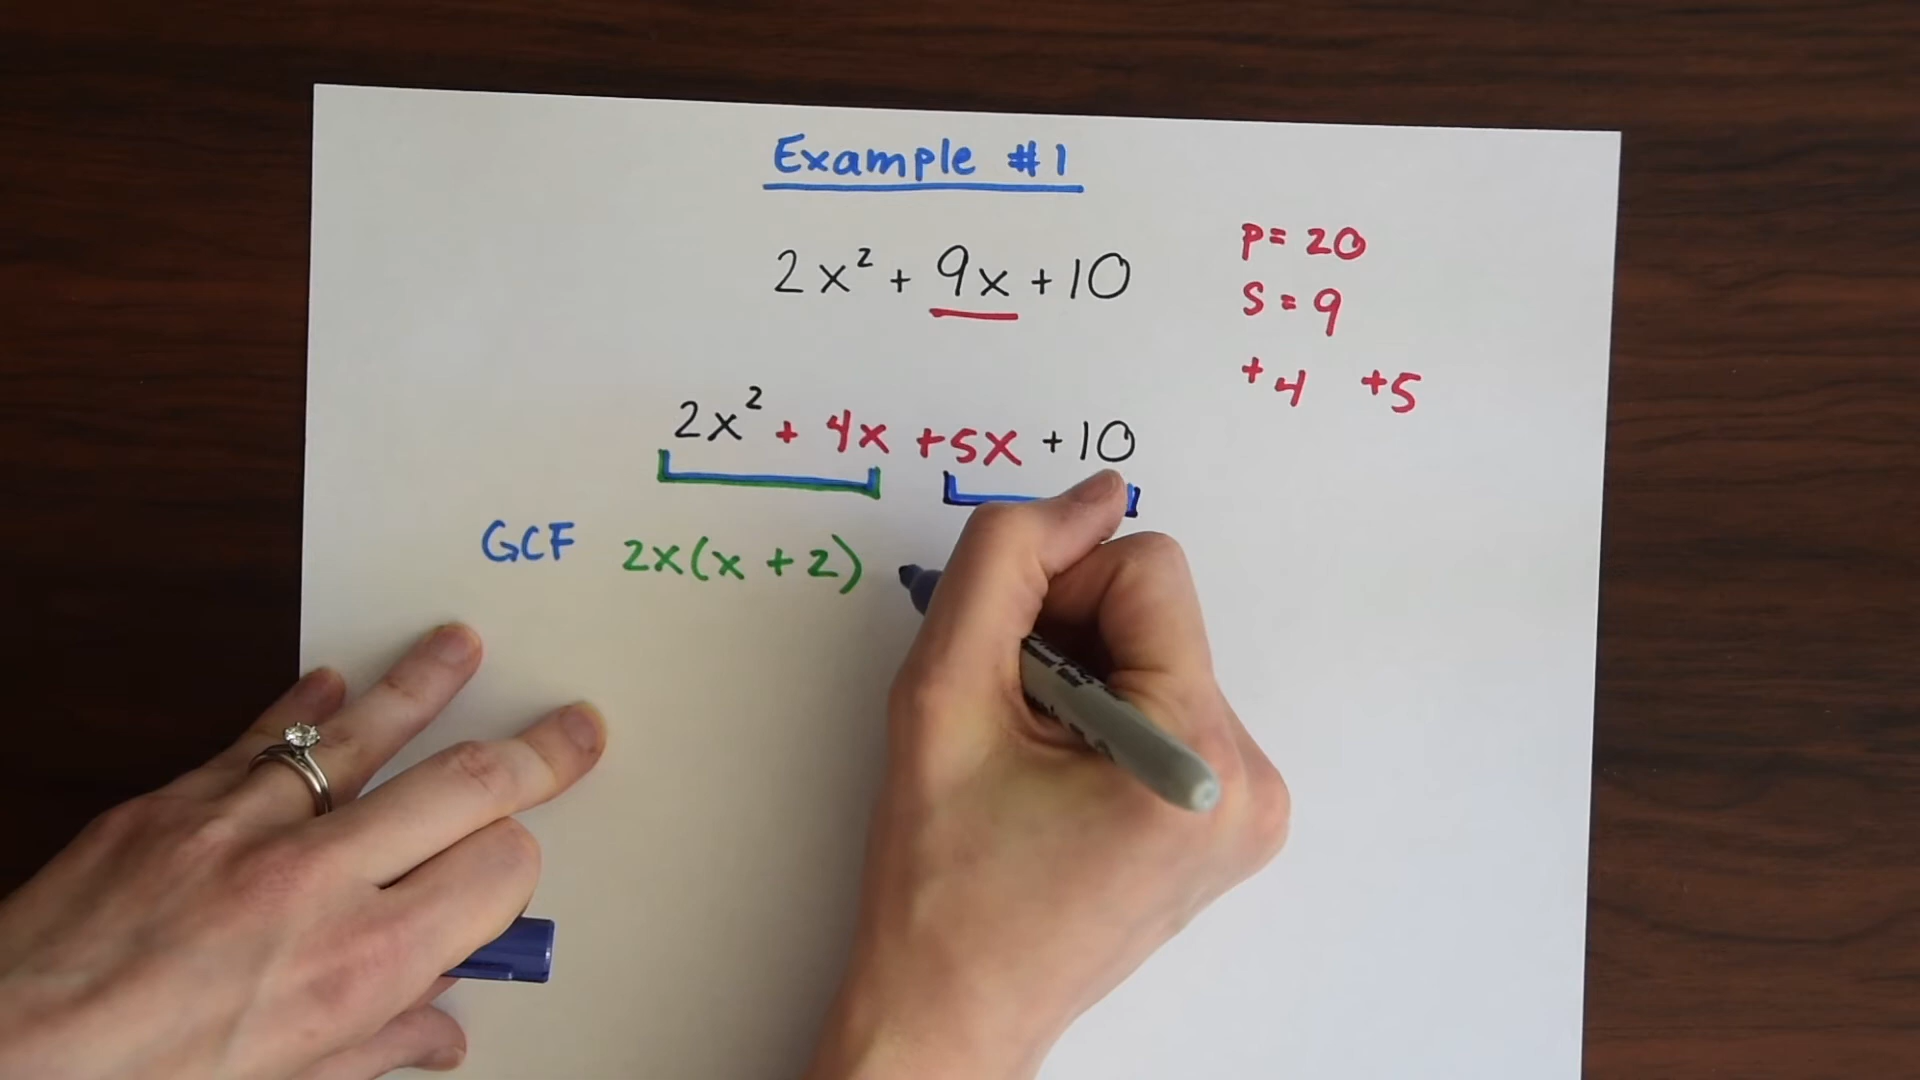 Example #1
2x² + 9x + 10
P = 20
S = 9
+4 +5
2x² + 4x + 5x + 10
GCF 2x(x + 2)